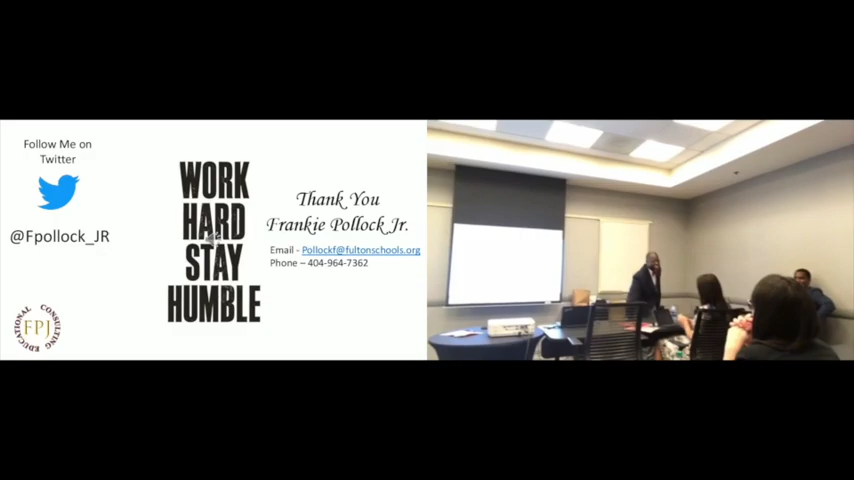 Follow Me on
Twitter
@Fpollock_JR
WORK
HARD
STAY
HUMBLE
Thank You
Frankie Pollock Jr.
Email - Pollockf@fultonschools.org
Phone – 404-964-7362
EDUCATIONAL CONSULTING
FPJ